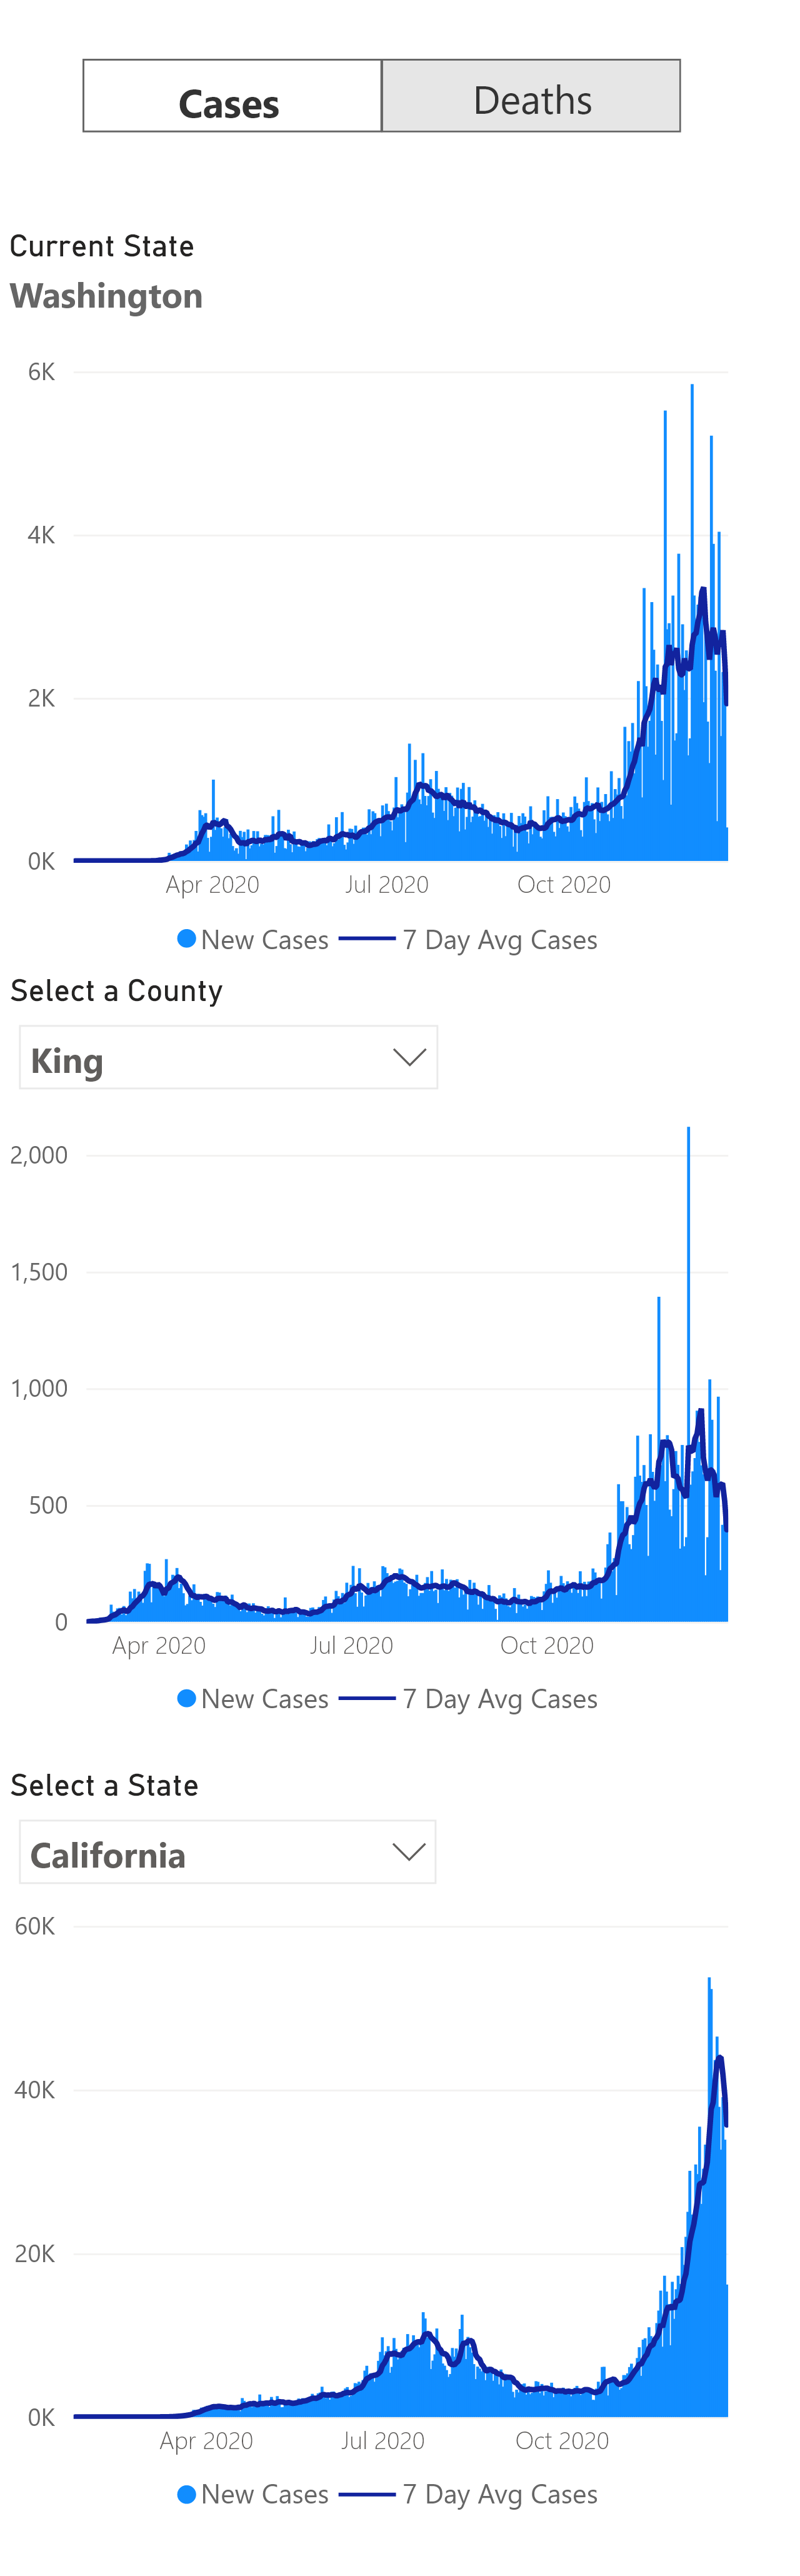 Cases Deaths
Current State
Washington
6K
4K
2K
0K
Apr 2020 Jul 2020 Oct 2020
New Cases 7 Day Avg Cases
Select a County
King
2,000
1,500
1,000
500
0
Apr 2020 Jul 2020 Oct 2020
New Cases 7 Day Avg Cases
Select a State
California
60K
40K
20K
0K
Apr 2020 Jul 2020 Oct 2020
New Cases 7 Day Avg Cases